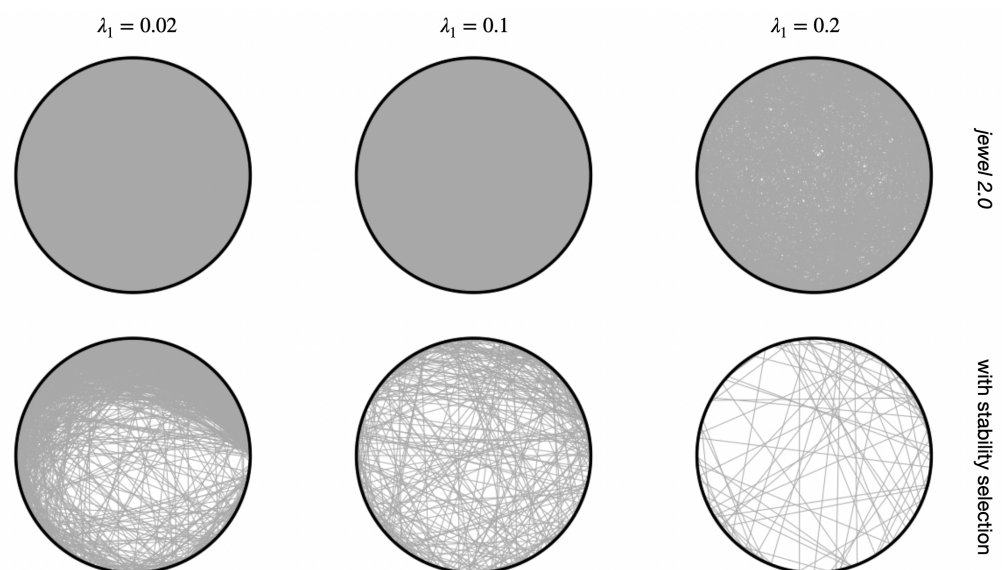 λ₁ = 0.02
λ₁ = 0.1
λ₁ = 0.2
jewel 2.0
with stability selection